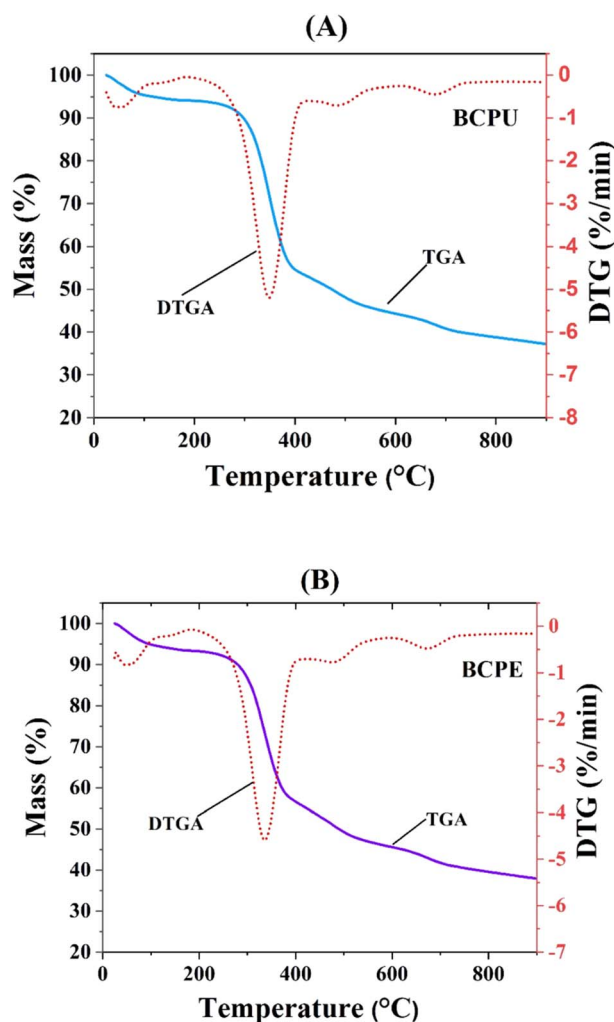 (A)
100
90
80
70
60
50
40
30
20
Mass (%)
0
-1
-2
-3
-4
-5
-6
-7
-8
DTG (%/min)
BCPU
TGA
DTGA
0 200 400 600 800
Temperature (°C)
(B)
100
90
80
70
60
50
40
30
20
Mass (%)
0
-1
-2
-3
-4
-5
-6
-7
DTG (%/min)
BCPE
DTGA
TGA
0 200 400 600 800
Temperature (°C)